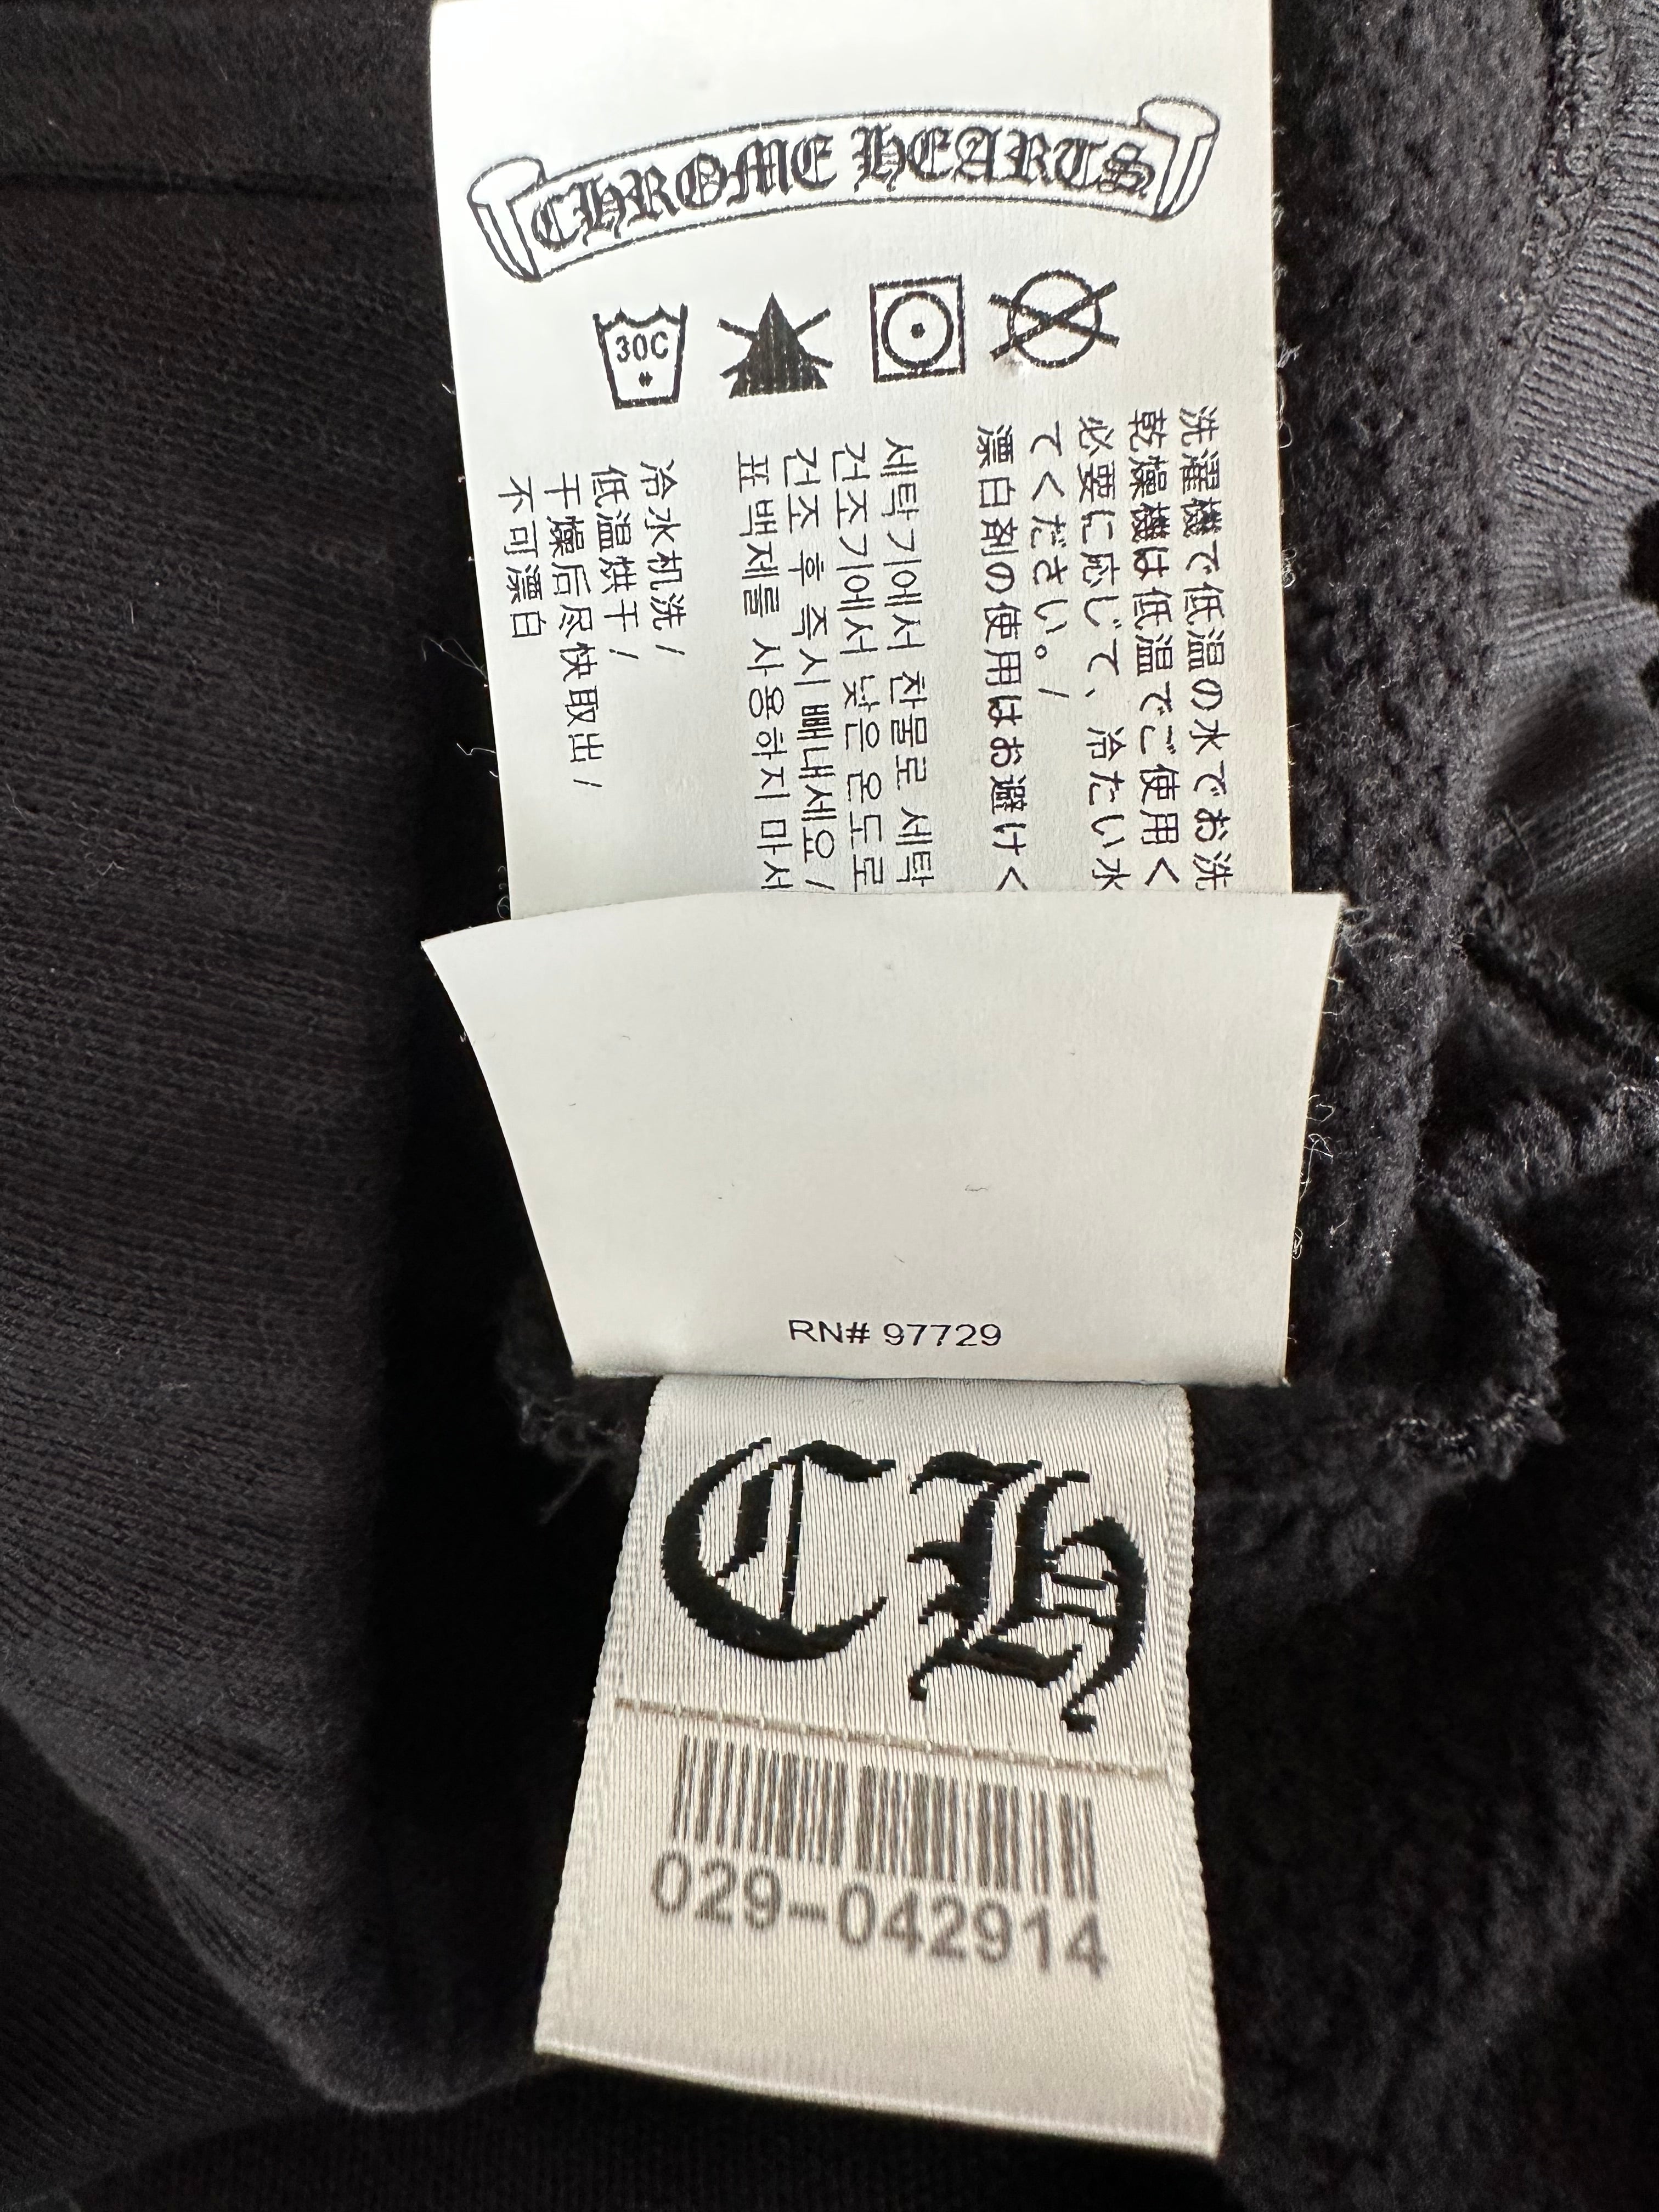 CHROME HEARTS
30C
洗濯機で低温の水でお洗
乾燥機は低温でご使用く
必要に応じて、冷たい水
てください。/
漂白剤の使用はお避けく
세탁기에서 찬물로 세탁
건조기에서 낮은 온도로
건조 후 즉시 빼내세요 /
표백제를 사용하지 마서
冷水机洗 /
低温烘干 /
干燥后尽快取出 /
不可漂白
RN# 97729
CH
029-042914